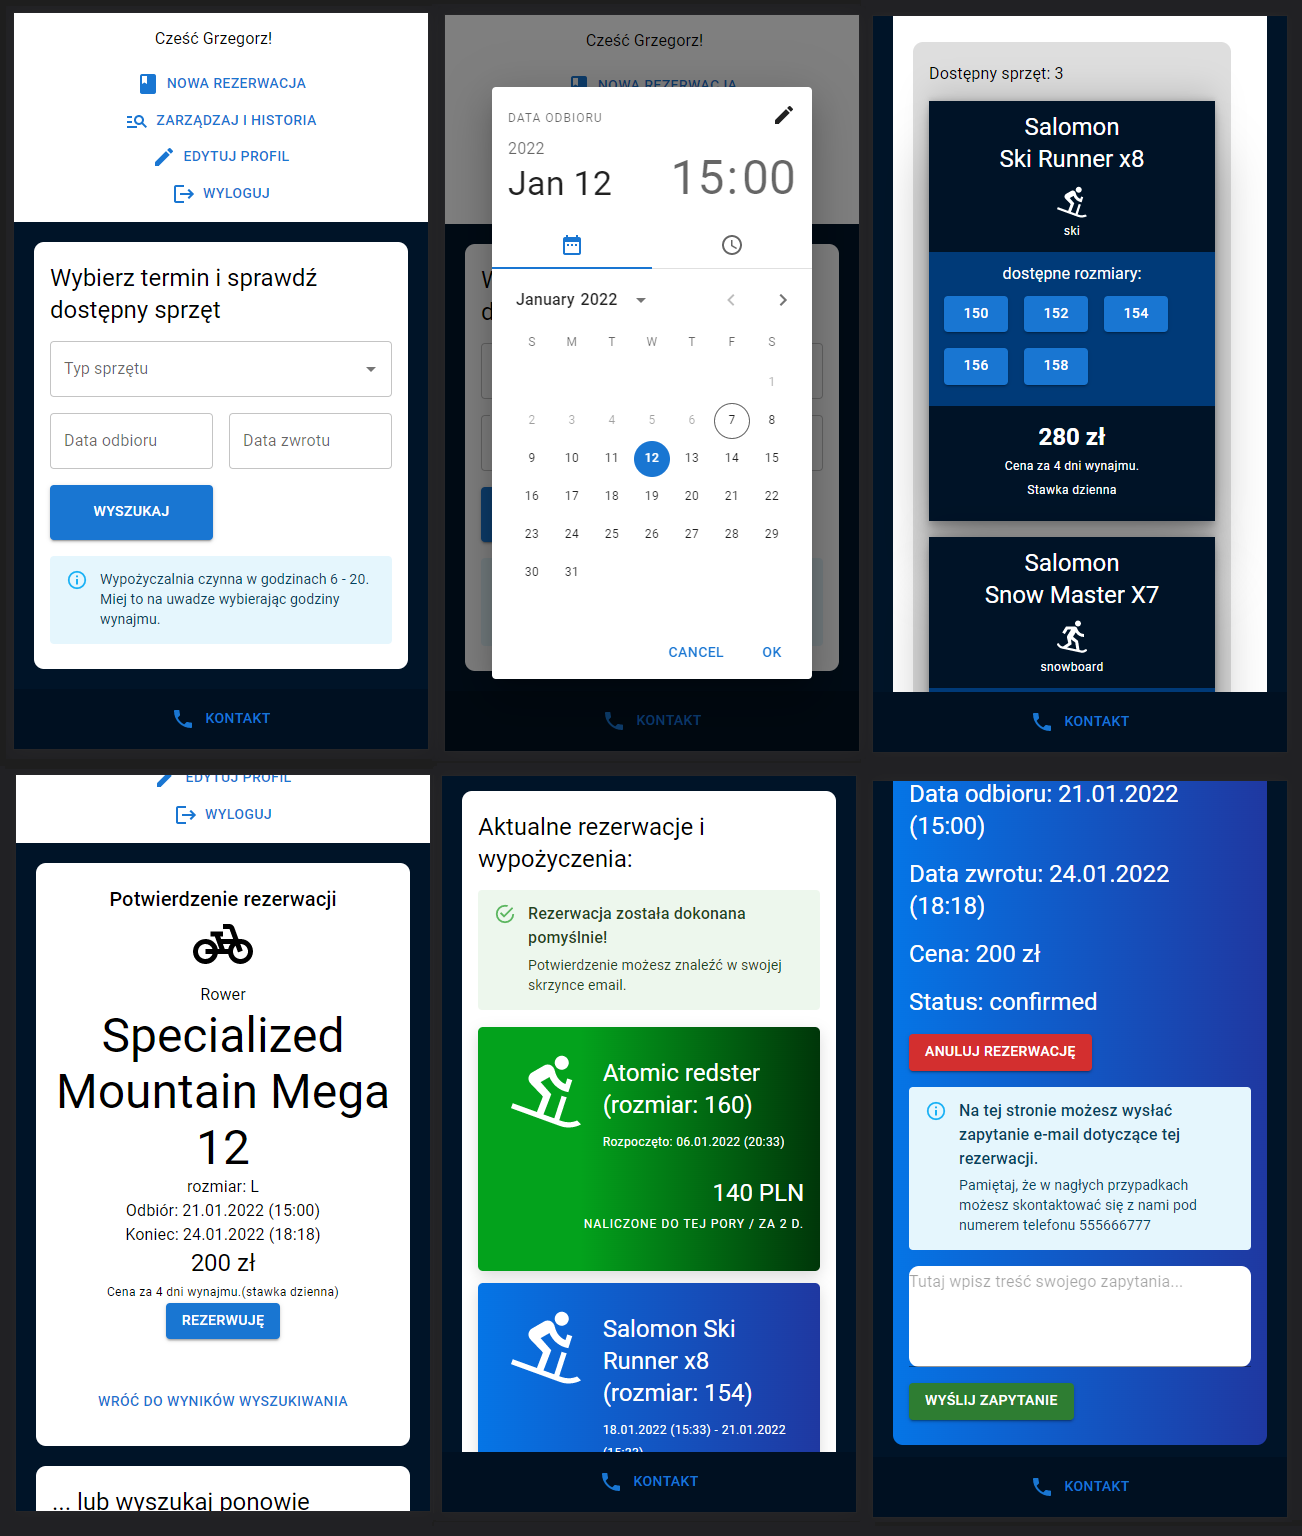 Cześć Grzegorz!
NOWA REZERWACJA
ZARZĄDZAJ I HISTORIA
EDYTUJ PROFIL
WYLOGUJ
Wybierz termin i sprawdź
dostępny sprzęt
Typ sprzętu
Data odbioru
Data zwrotu
WYSZUKAJ
Wypożyczalnia czynna w godzinach 6 - 20.
Miej to na uwadze wybierając godziny
wynajmu.
KONTAKT
Cześć Grzegorz!
NOWA REZERWACJA
DATA ODBIORU
2022
Jan 12
15:00
January 2022
S M T W T F S
1
2 3 4 5 6 7 8
9 10 11 12 13 14 15
16 17 18 19 20 21 22
23 24 25 26 27 28 29
30 31
CANCEL OK
KONTAKT
Dostępny sprzęt: 3
Salomon
Ski Runner x8
ski
dostępne rozmiary:
150 152 154
156 158
280 zł
Cena za 4 dni wynajmu.
Stawka dzienna
Salomon
Snow Master X7
snowboard
KONTAKT
EDYTUJ PROFIL
WYLOGUJ
Potwierdzenie rezerwacji
Rower
Specialized
Mountain Mega
12
rozmiar: L
Odbiór: 21.01.2022 (15:00)
Koniec: 24.01.2022 (18:18)
200 zł
Cena za 4 dni wynajmu.(stawka dzienna)
REZERWUJĘ
WRÓĆ DO WYNIKÓW WYSZUKIWANIA
... lub wyszukaj ponowie
Aktualne rezerwacje i
wypożyczenia:
Rezerwacja została dokonana
pomyślnie!
Potwierdzenie możesz znaleźć w swojej
skrzynce email.
Atomic redster
(rozmiar: 160)
Rozpoczęto: 06.01.2022 (20:33)
140 PLN
NALICZONE DO TEJ PORY / ZA 2 D.
Salomon Ski
Runner x8
(rozmiar: 154)
18.01.2022 (15:33) - 21.01.2022
KONTAKT
Data odbioru: 21.01.2022
(15:00)
Data zwrotu: 24.01.2022
(18:18)
Cena: 200 zł
Status: confirmed
ANULUJ REZERWACJĘ
Na tej stronie możesz wysłać
zapytanie e-mail dotyczące tej
rezerwacji.
Pamiętaj, że w nagłych przypadkach
możesz skontaktować się z nami pod
numerem telefonu 555666777
Tutaj wpisz treść swojego zapytania...
WYŚLIJ ZAPYTANIE
KONTAKT